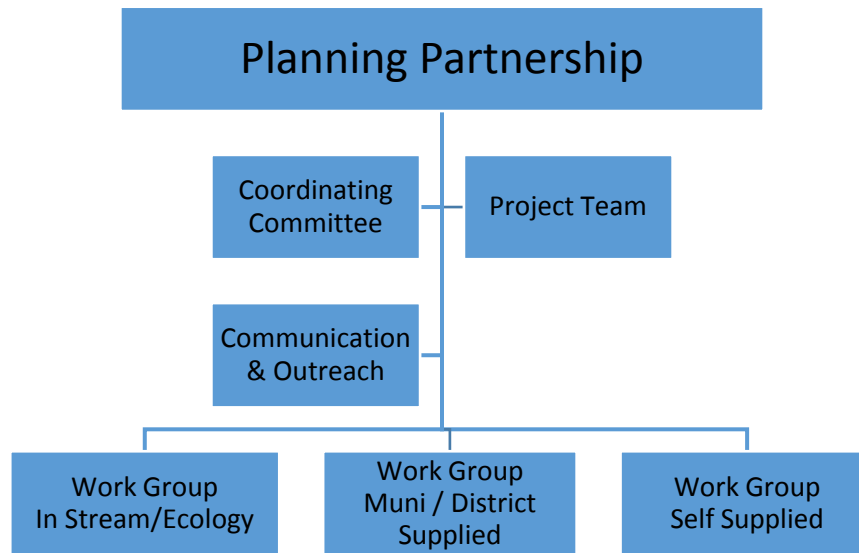 Planning Partnership
Coordinating
Committee
Project Team
Communication
& Outreach
Work Group
In Stream/Ecology
Work Group
Muni / District
Supplied
Work Group
Self Supplied